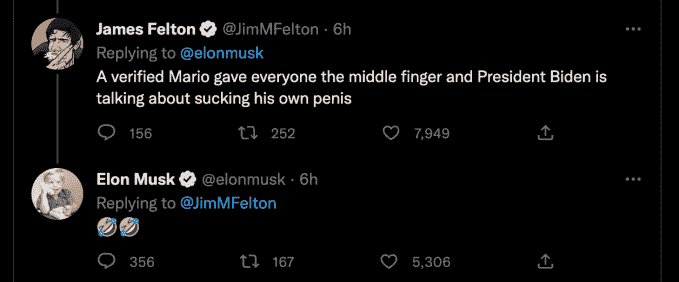 James Felton @JimMFelton · 6h
Replying to @elonmusk
A verified Mario gave everyone the middle finger and President Biden is
talking about sucking his own penis
156 252 7,949
Elon Musk @elonmusk · 6h
Replying to @JimMFelton
🤣🤣
356 167 5,306